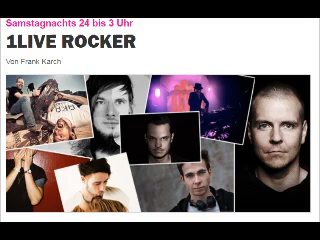 Samstagnachts 24 bis 3 Uhr
1LIVE ROCKER
Von Frank Karch